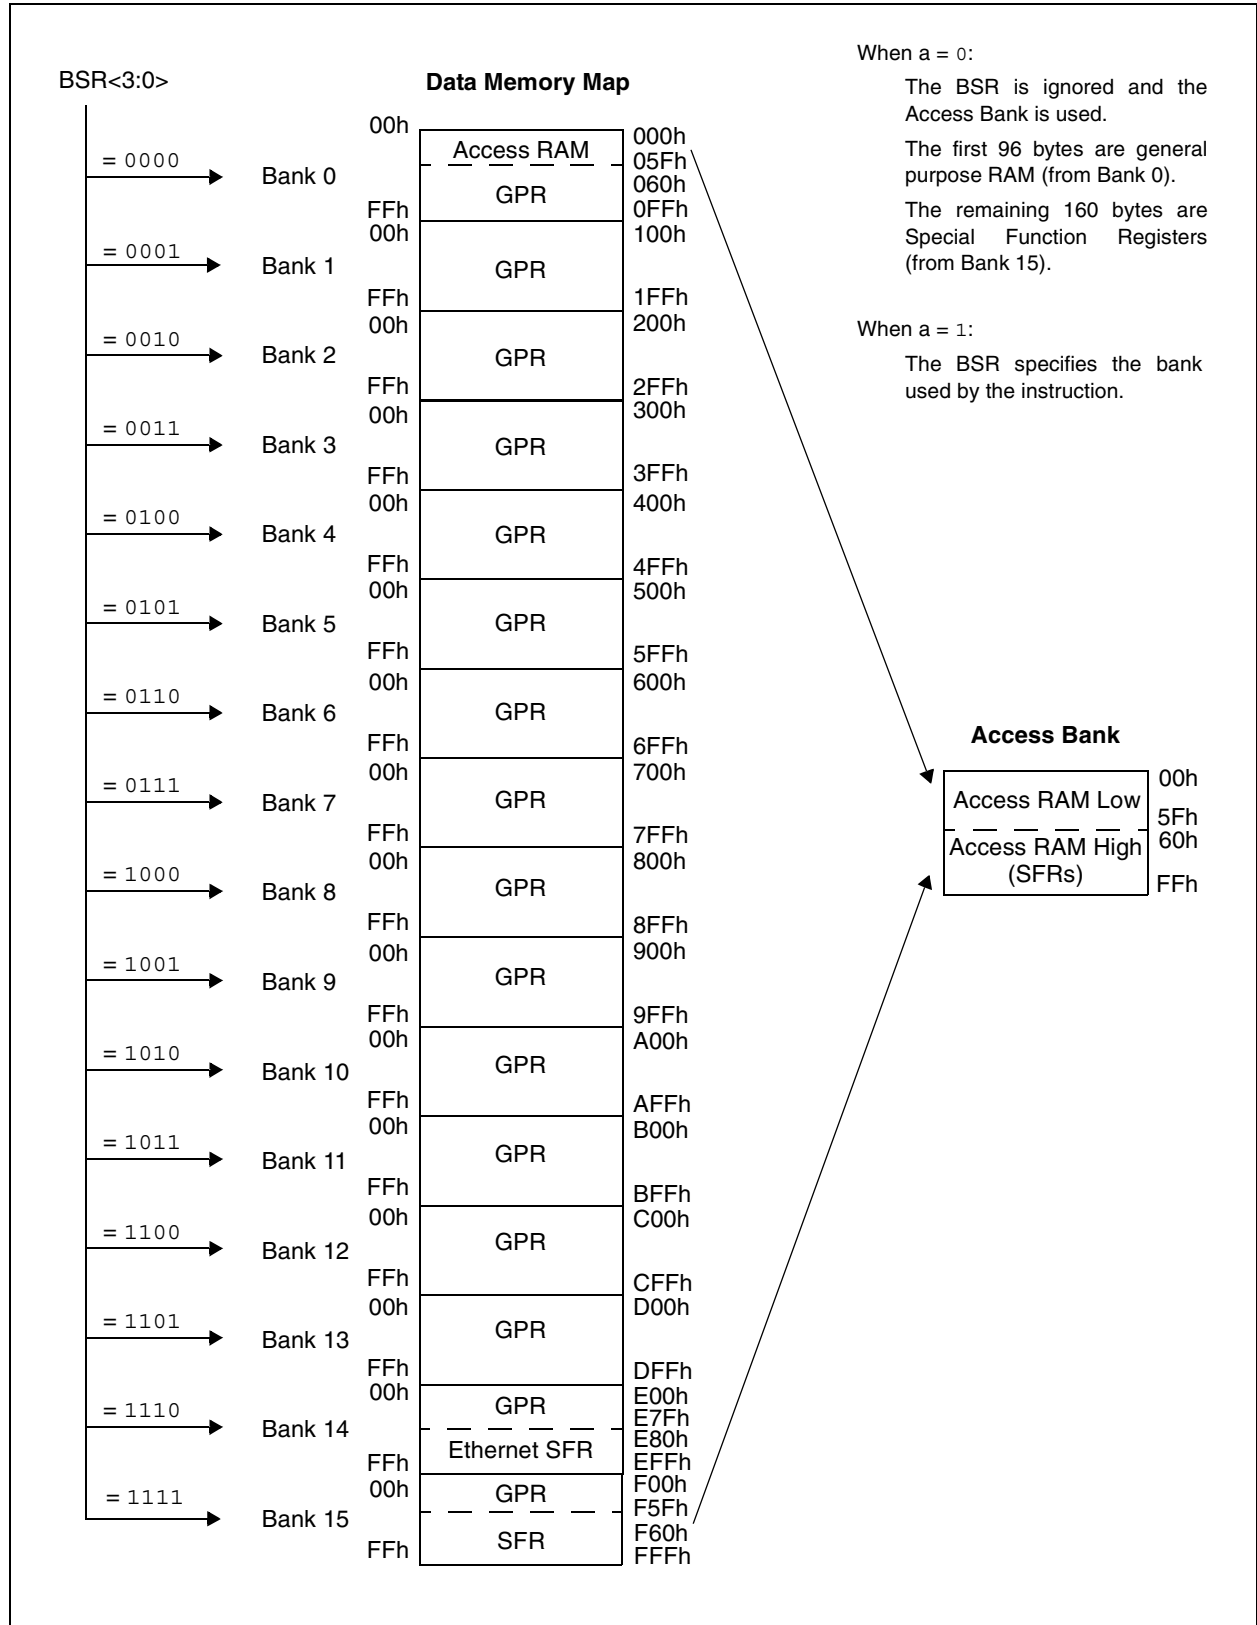 BSR<3:0>
Data Memory Map
When a = 0:
The BSR is ignored and the
Access Bank is used.
The first 96 bytes are general
purpose RAM (from Bank 0).
The remaining 160 bytes are
Special Function Registers
(from Bank 15).
When a = 1:
The BSR specifies the bank
used by the instruction.
= 0000
Bank 0
00h
FFh
Access RAM
GPR
000h
05Fh
060h
0FFh
= 0001
Bank 1
00h
FFh
GPR
100h
1FFh
= 0010
Bank 2
00h
FFh
GPR
200h
2FFh
= 0011
Bank 3
00h
FFh
GPR
300h
3FFh
= 0100
Bank 4
00h
FFh
GPR
400h
4FFh
= 0101
Bank 5
00h
FFh
GPR
500h
5FFh
= 0110
Bank 6
00h
FFh
GPR
600h
6FFh
= 0111
Bank 7
00h
FFh
GPR
700h
7FFh
= 1000
Bank 8
00h
FFh
GPR
800h
8FFh
= 1001
Bank 9
00h
FFh
GPR
900h
9FFh
= 1010
Bank 10
00h
FFh
GPR
A00h
AFFh
= 1011
Bank 11
00h
FFh
GPR
B00h
BFFh
= 1100
Bank 12
00h
FFh
GPR
C00h
CFFh
= 1101
Bank 13
00h
FFh
GPR
D00h
DFFh
= 1110
Bank 14
00h
FFh
GPR
Ethernet SFR
E00h
E7Fh
E80h
EFFh
= 1111
Bank 15
00h
FFh
GPR
SFR
F00h
F5Fh
F60h
FFFh
Access Bank
Access RAM Low
Access RAM High
(SFRs)
00h
5Fh
60h
FFh